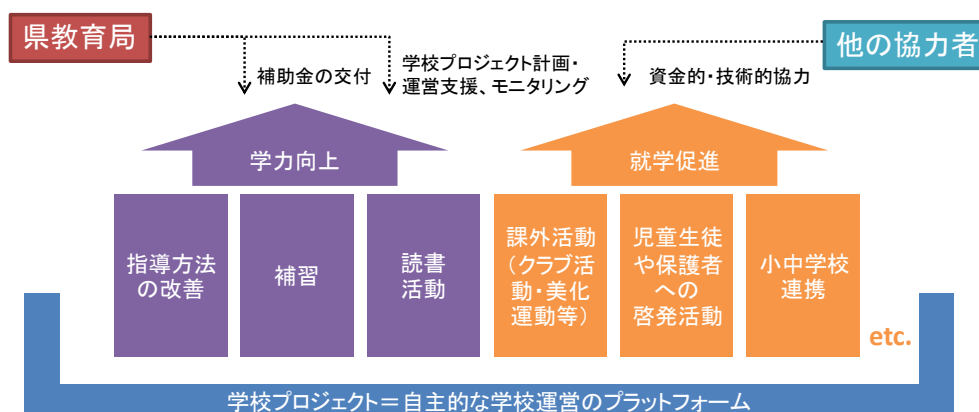 県教育局
他の協力者
補助金の交付
学校プロジェクト計画・
運営支援、モニタリング
資金的・技術的協力
学力向上
就学促進
指導方法
の改善
補習
読書
活動
課外活動
（クラブ活
動・美化
運動等）
児童生徒
や保護者
への
啓発活動
小中学校
連携
etc.
学校プロジェクト＝自主的な学校運営のプラットフォーム